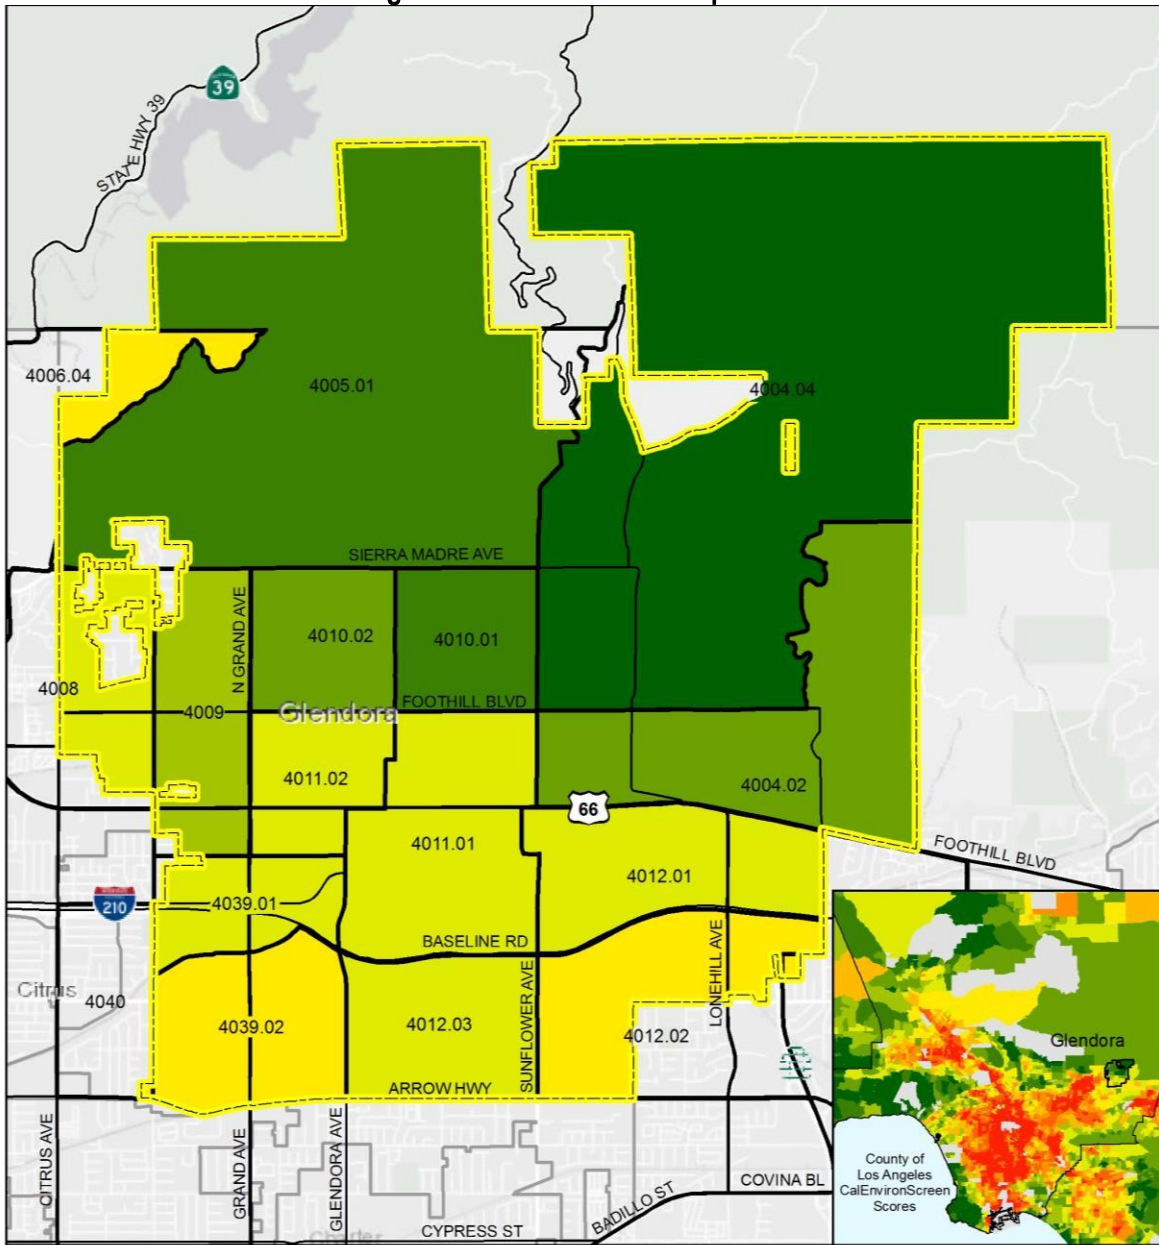 39
STATE HWY 39
4006.04
4005.01
4004.04
SIERRA MADRE AVE
N GRAND AVE
4010.02
4010.01
4008
4009
Glendora
FOOTHILL BLVD
4011.02
4004.02
66
4011.01
FOOTHILL BLVD
4012.01
210
4039.01
BASELINE RD
LONEHILL AVE
Citrus
4040
4039.02
4012.03
SUNFLOWER AVE
4012.02
ARROW HWY
CITRUS AVE
GRAND AVE
GLENDORA AVE
COVINA BL
BADILLO ST
CYPRESS ST
Charter
Glendora
County of
Los Angeles
CalEnvironScreen
Scores